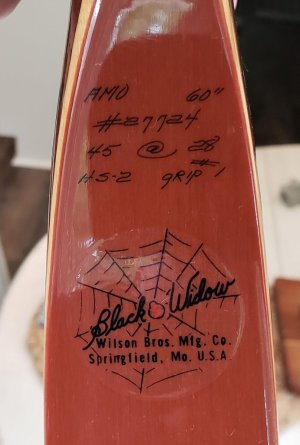 AMO 60"
#27724
45 @ 28
#
HS-2 GRIP 1
Black Widow
Wilson Bros. Mfg. Co.
Springfield, Mo. U.S.A.